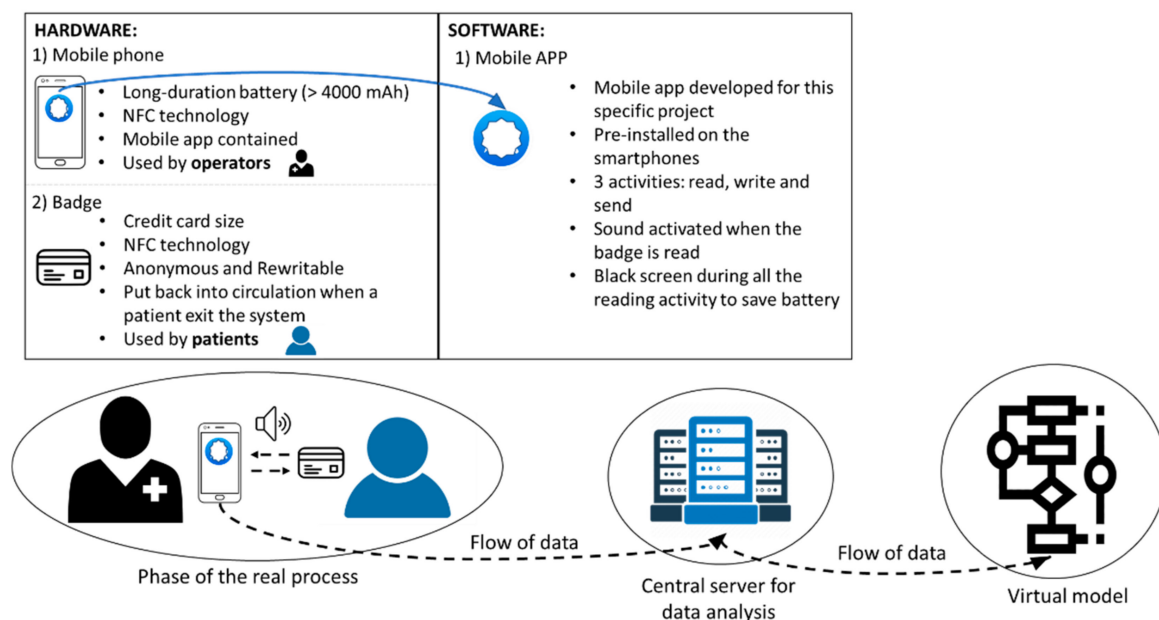 HARDWARE:
1) Mobile phone
• Long-duration battery (> 4000 mAh)
• NFC technology
• Mobile app contained
• Used by operators
2) Badge
• Credit card size
• NFC technology
• Anonymous and Rewritable
• Put back into circulation when a
patient exit the system
• Used by patients
SOFTWARE:
1) Mobile APP
• Mobile app developed for this
specific project
• Pre-installed on the
smartphones
• 3 activities: read, write and
send
• Sound activated when the
badge is read
• Black screen during all the
reading activity to save battery
Flow of data
Flow of data
Phase of the real process
Central server for
data analysis
Virtual model